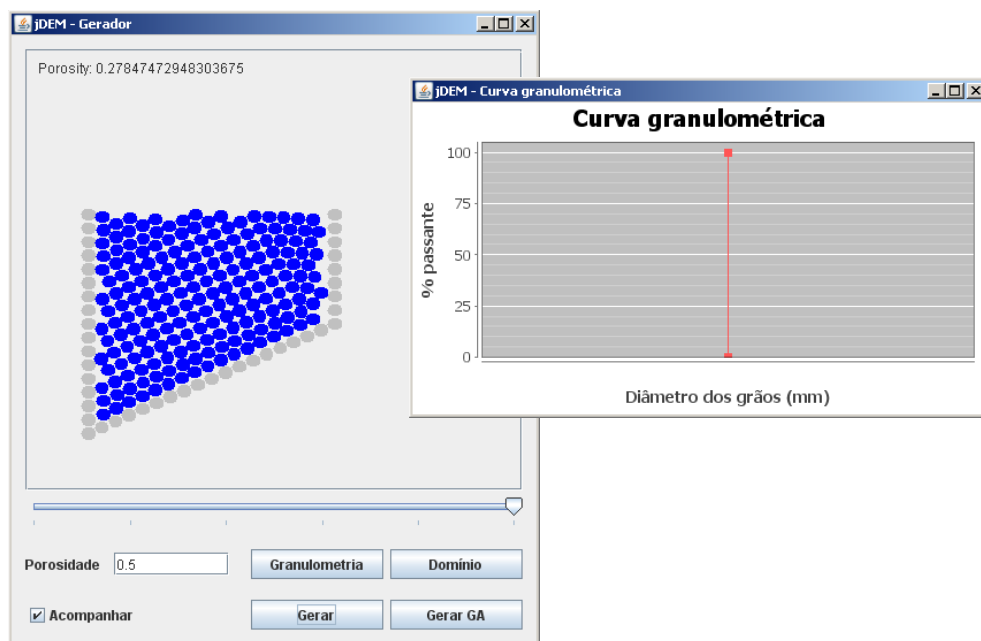 jDEM - Gerador
Porosity: 0.27847472948303675
jDEM - Curva granulométrica
Curva granulométrica
100
75
50
25
0
% passante
Diâmetro dos grãos (mm)
Porosidade 0.5 Granulometria Domínio
Acompanhar Gerar Gerar GA